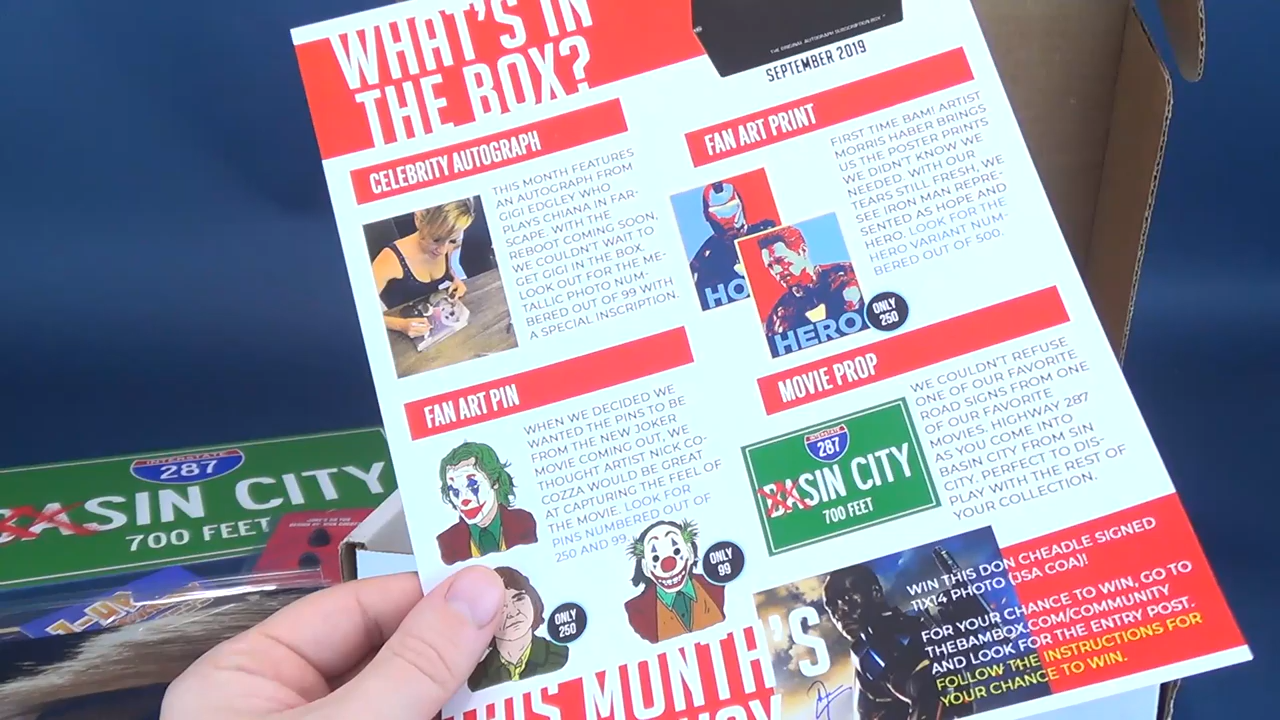 WHAT'S IN
THE BOX?
THE ORIGINAL AUTOGRAPH SUBSCRIPTION BOX
SEPTEMBER 2019
CELEBRITY AUTOGRAPH
THIS MONTH FEATURES
AN AUTOGRAPH FROM
GIGI EDGLEY WHO
PLAYS CHIANA IN FAR-
SCAPE. WITH THE
REBOOT COMING SOON,
WE COULDN'T WAIT TO
GET GIGI IN THE BOX.
LOOK OUT FOR THE ME-
TALLIC PHOTO NUM-
BERED OUT OF 99 WITH
A SPECIAL INSCRIPTION.
FAN ART PRINT
FIRST TIME BAM! ARTIST
MORRIS HABER BRINGS
US THE POSTER PRINTS
WE DIDN'T KNOW WE
NEEDED. WITH OUR
TEARS STILL FRESH, WE
SEE IRON MAN REPRE-
SENTED AS HOPE AND
HERO. LOOK FOR THE
HERO VARIANT NUM-
BERED OUT OF 500.
HO
HERO
ONLY
250
FAN ART PIN
WHEN WE DECIDED WE
WANTED THE PINS TO BE
FROM THE NEW JOKER
MOVIE COMING OUT, WE
THOUGHT ARTIST NICK CO-
COZZA WOULD BE GREAT
AT CAPTURING THE FEEL OF
THE MOVIE. LOOK FOR
PINS NUMBERED OUT OF
250 AND 99.
ONLY
99
ONLY
250
MOVIE PROP
WE COULDN'T REFUSE
ONE OF OUR FAVORITE
ROAD SIGNS FROM ONE
OF OUR FAVORITE
MOVIES. HIGHWAY 287
AS YOU COME INTO
BASIN CITY FROM SIN
CITY. PERFECT TO DIS-
PLAY WITH THE REST OF
YOUR COLLECTION.
INTERSTATE
287
BASIN CITY
700 FEET
THIS MONTH'S
WIN THIS DON CHEADLE SIGNED
11X14 PHOTO (JSA COA)!
FOR YOUR CHANCE TO WIN, GO TO
THEBAMBOX.COM/COMMUNITY
AND LOOK FOR THE ENTRY POST.
FOLLOW THE INSTRUCTIONS FOR
YOUR CHANCE TO WIN.
INTERSTATE
287
BASIN CITY
700 FEET